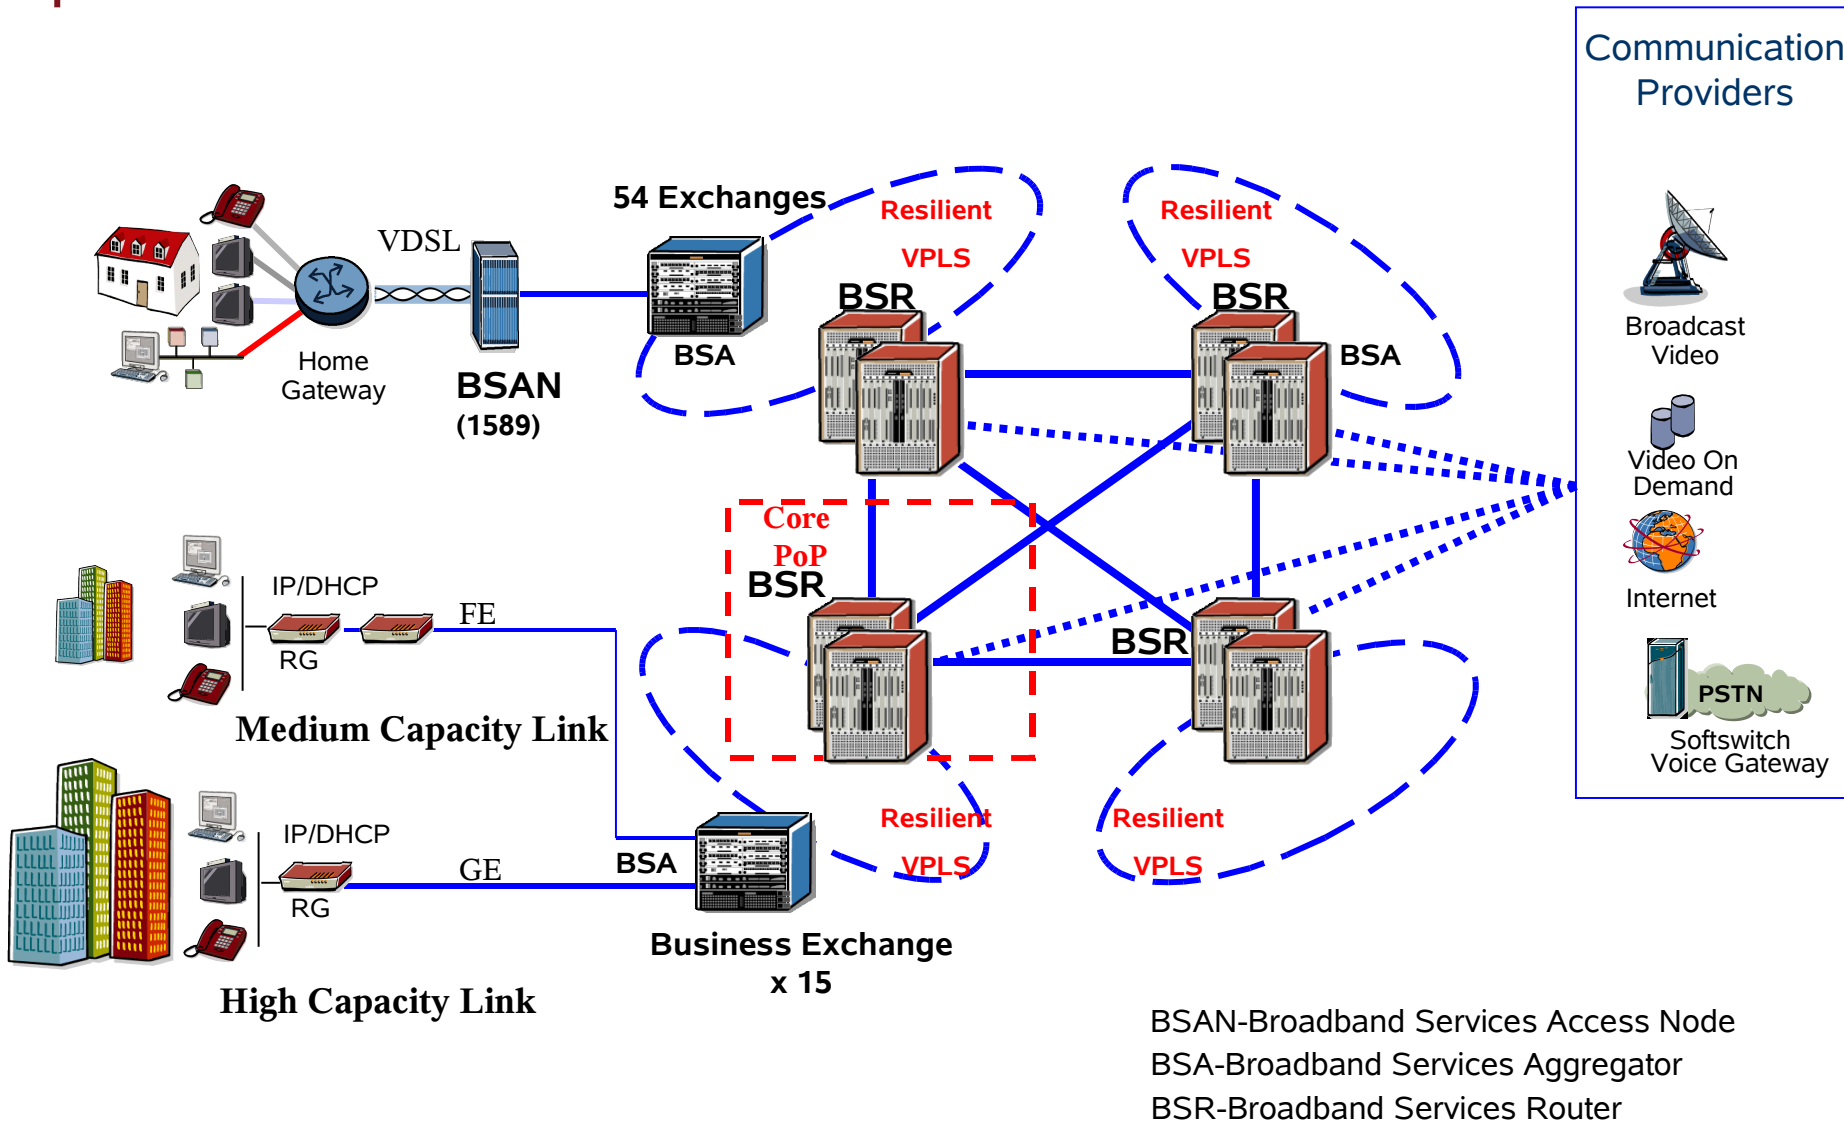 Communication
Providers
54 Exchanges
Resilient
VPLS
Resilient
VPLS
VDSL
BSR
BSR
BSA
BSA
Home
Gateway
BSAN
(1589)
Broadcast
Video
Video On
Demand
Internet
PSTN
Softswitch
Voice Gateway
Core
PoP
BSR
BSR
IP/DHCP
FE
RG
Medium Capacity Link
Resilient
VPLS
Resilient
VPLS
IP/DHCP
GE
RG
BSA
Business Exchange
x 15
High Capacity Link
BSAN-Broadband Services Access Node
BSA-Broadband Services Aggregator
BSR-Broadband Services Router